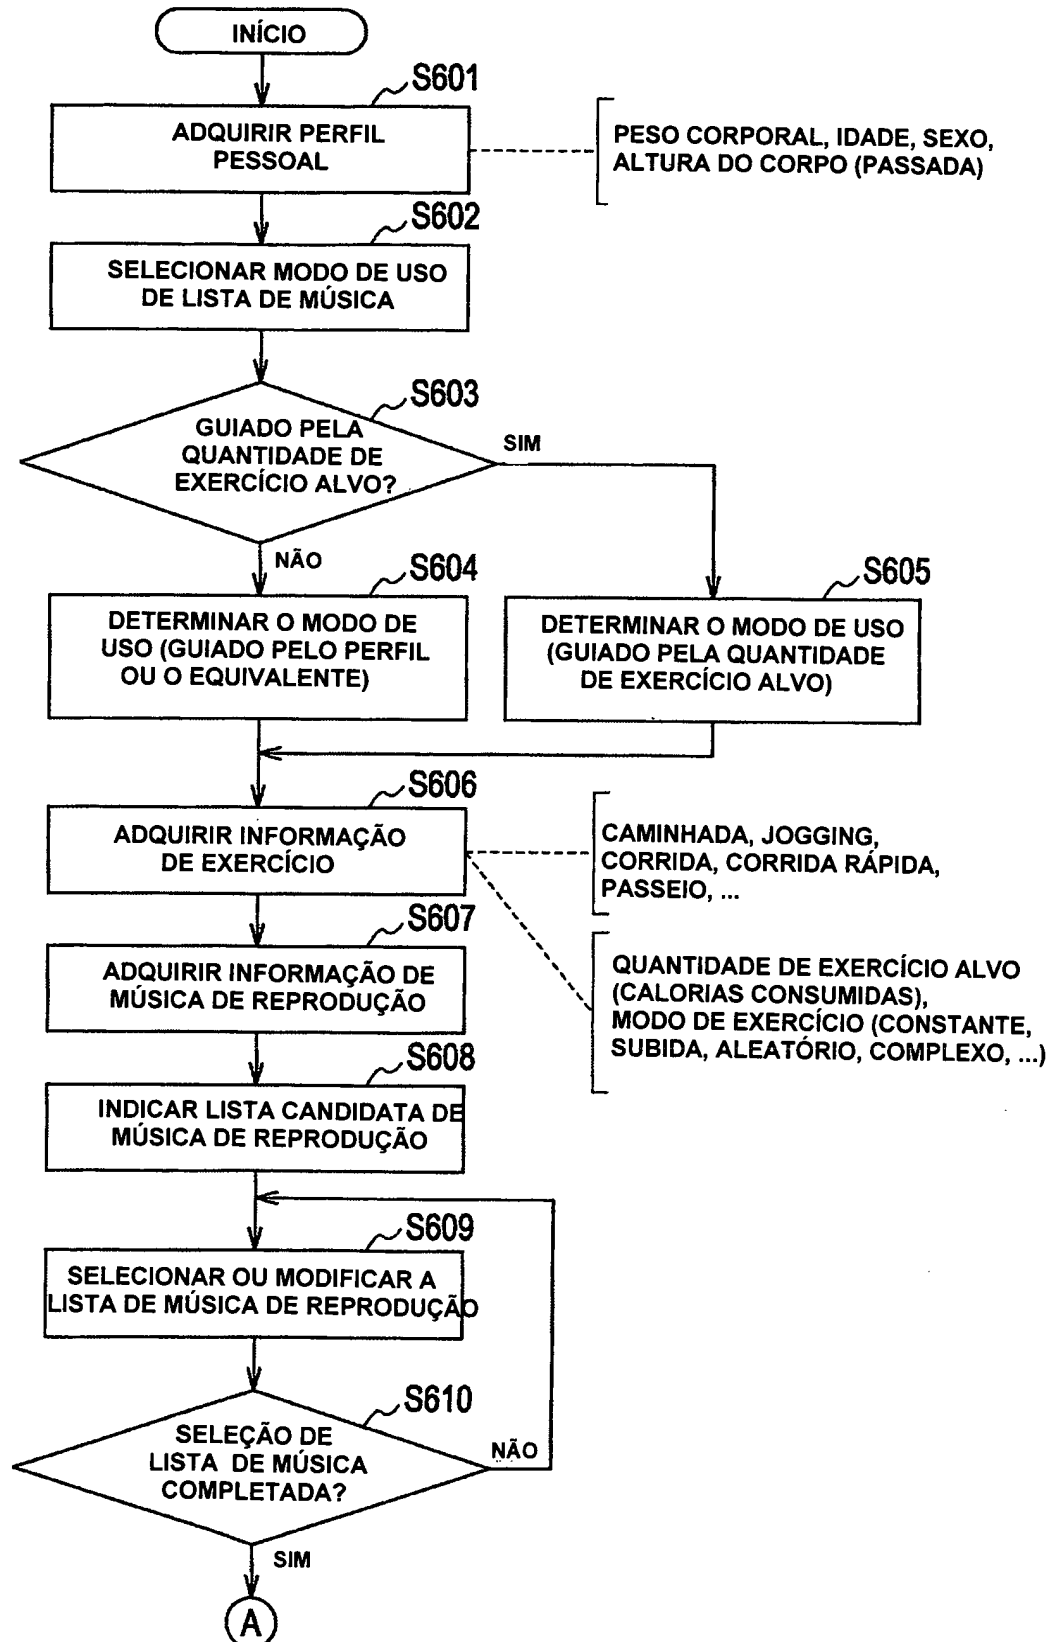 INÍCIO
S601
ADQUIRIR PERFIL
PESSOAL
PESO CORPORAL, IDADE, SEXO,
ALTURA DO CORPO (PASSADA)
S602
SELECIONAR MODO DE USO
DE LISTA DE MÚSICA
S603
GUIADO PELA
QUANTIDADE DE
EXERCÍCIO ALVO?
SIM
NÃO
S604
DETERMINAR O MODO DE
USO (GUIADO PELO PERFIL
OU O EQUIVALENTE)
S605
DETERMINAR O MODO DE USO
(GUIADO PELA QUANTIDADE
DE EXERCÍCIO ALVO)
S606
ADQUIRIR INFORMAÇÃO
DE EXERCÍCIO
CAMINHADA, JOGGING,
CORRIDA, CORRIDA RÁPIDA,
PASSEIO, ...
QUANTIDADE DE EXERCÍCIO ALVO
(CALORIAS CONSUMIDAS),
MODO DE EXERCÍCIO (CONSTANTE,
SUBIDA, ALEATÓRIO, COMPLEXO, ...)
S607
ADQUIRIR INFORMAÇÃO DE
MÚSICA DE REPRODUÇÃO
S608
INDICAR LISTA CANDIDATA DE
MÚSICA DE REPRODUÇÃO
S609
SELECIONAR OU MODIFICAR A
LISTA DE MÚSICA DE REPRODUÇÃO
S610
SELEÇÃO DE
LISTA DE MÚSICA
COMPLETADA?
NÃO
SIM
A